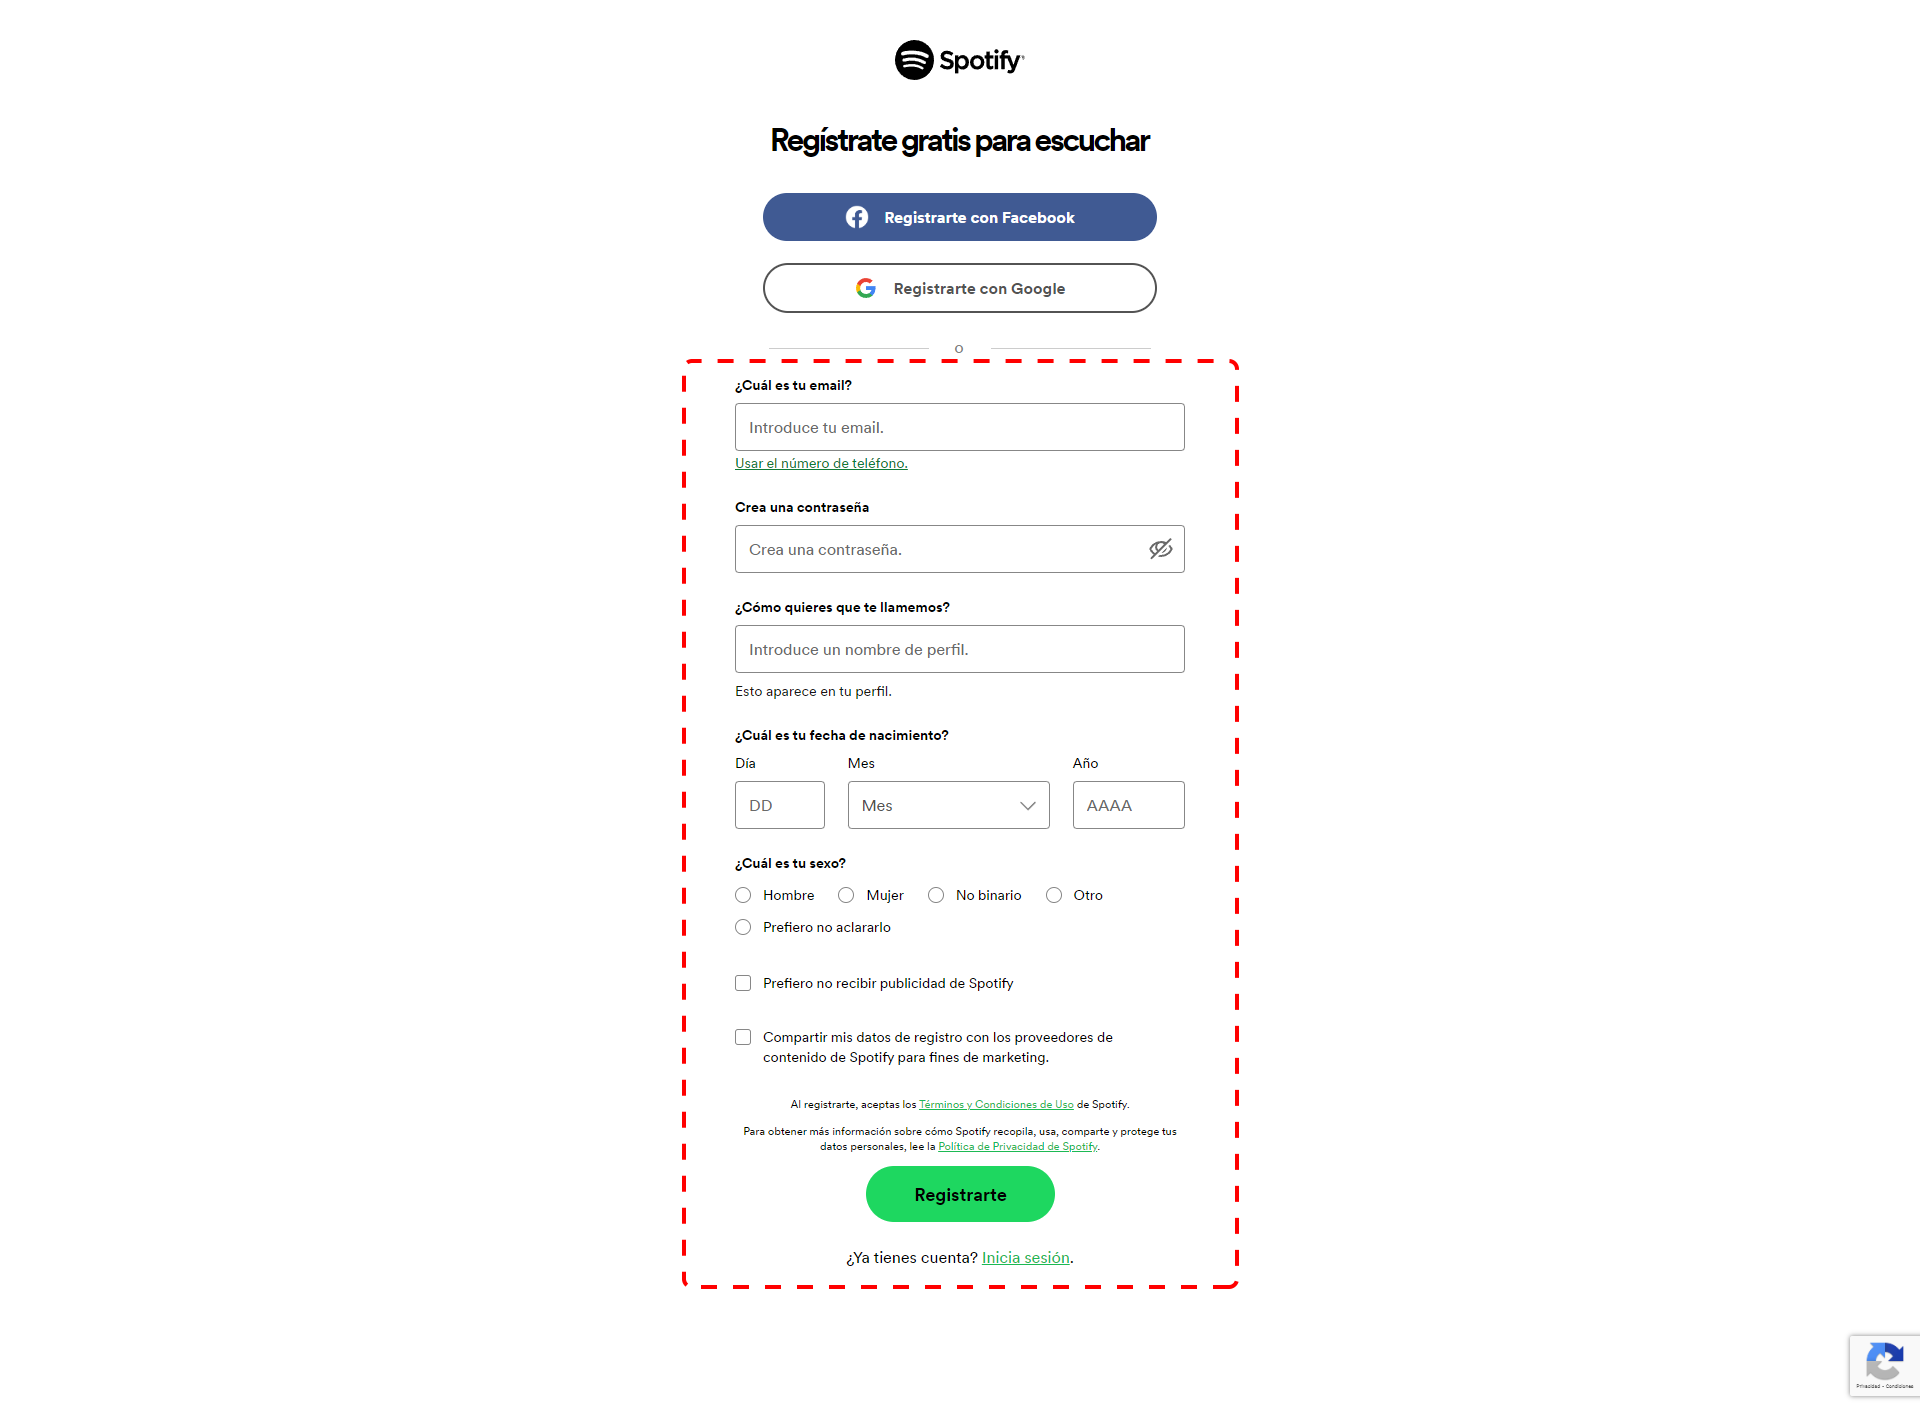 Spotify®
Regístrate gratis para escuchar
Registrarte con Facebook
Registrarte con Google
o
¿Cuál es tu email?
Introduce tu email.
Usar el número de teléfono.
Crea una contraseña
Crea una contraseña.
¿Cómo quieres que te llamemos?
Introduce un nombre de perfil.
Esto aparece en tu perfil.
¿Cuál es tu fecha de nacimiento?
Día Mes Año
DD Mes AAAA
¿Cuál es tu sexo?
Hombre Mujer No binario Otro
Prefiero no aclararlo
Prefiero no recibir publicidad de Spotify
Compartir mis datos de registro con los proveedores de
contenido de Spotify para fines de marketing.
Al registrarte, aceptas los Términos y Condiciones de Uso de Spotify.
Para obtener más información sobre cómo Spotify recopila, usa, comparte y protege tus
datos personales, lee la Política de Privacidad de Spotify.
Registrarte
¿Ya tienes cuenta? Inicia sesión.
Privacidad - Condiciones